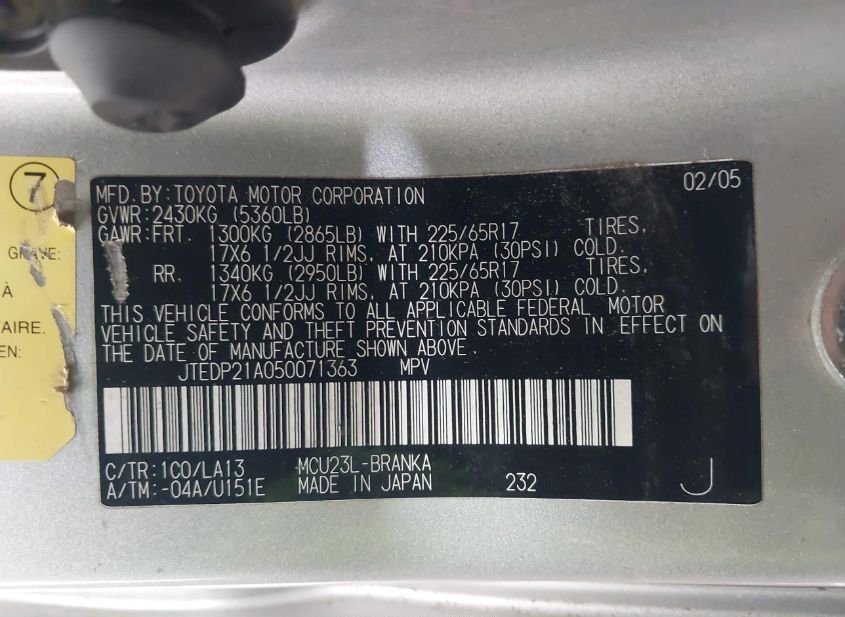 7
GRAVE:
À
TAIRE.
EN:
MFD. BY: TOYOTA MOTOR CORPORATION 02/05
GVWR: 2430KG (5360LB)
GAWR: FRT. 1300KG (2865LB) WITH 225/65R17 TIRES,
17X6 1/2JJ RIMS, AT 210KPA (30PSI) COLD.
RR. 1340KG (2950LB) WITH 225/65R17 TIRES,
17X6 1/2JJ RIMS, AT 210KPA (30PSI) COLD.
THIS VEHICLE CONFORMS TO ALL APPLICABLE FEDERAL MOTOR
VEHICLE SAFETY AND THEFT PREVENTION STANDARDS IN EFFECT ON
THE DATE OF MANUFACTURE SHOWN ABOVE.
JTEDP21A050071363 MPV
C/TR: 1C0/LA13 MCU23L-BRANKA
A/TM: -04A/U151E MADE IN JAPAN 232 J